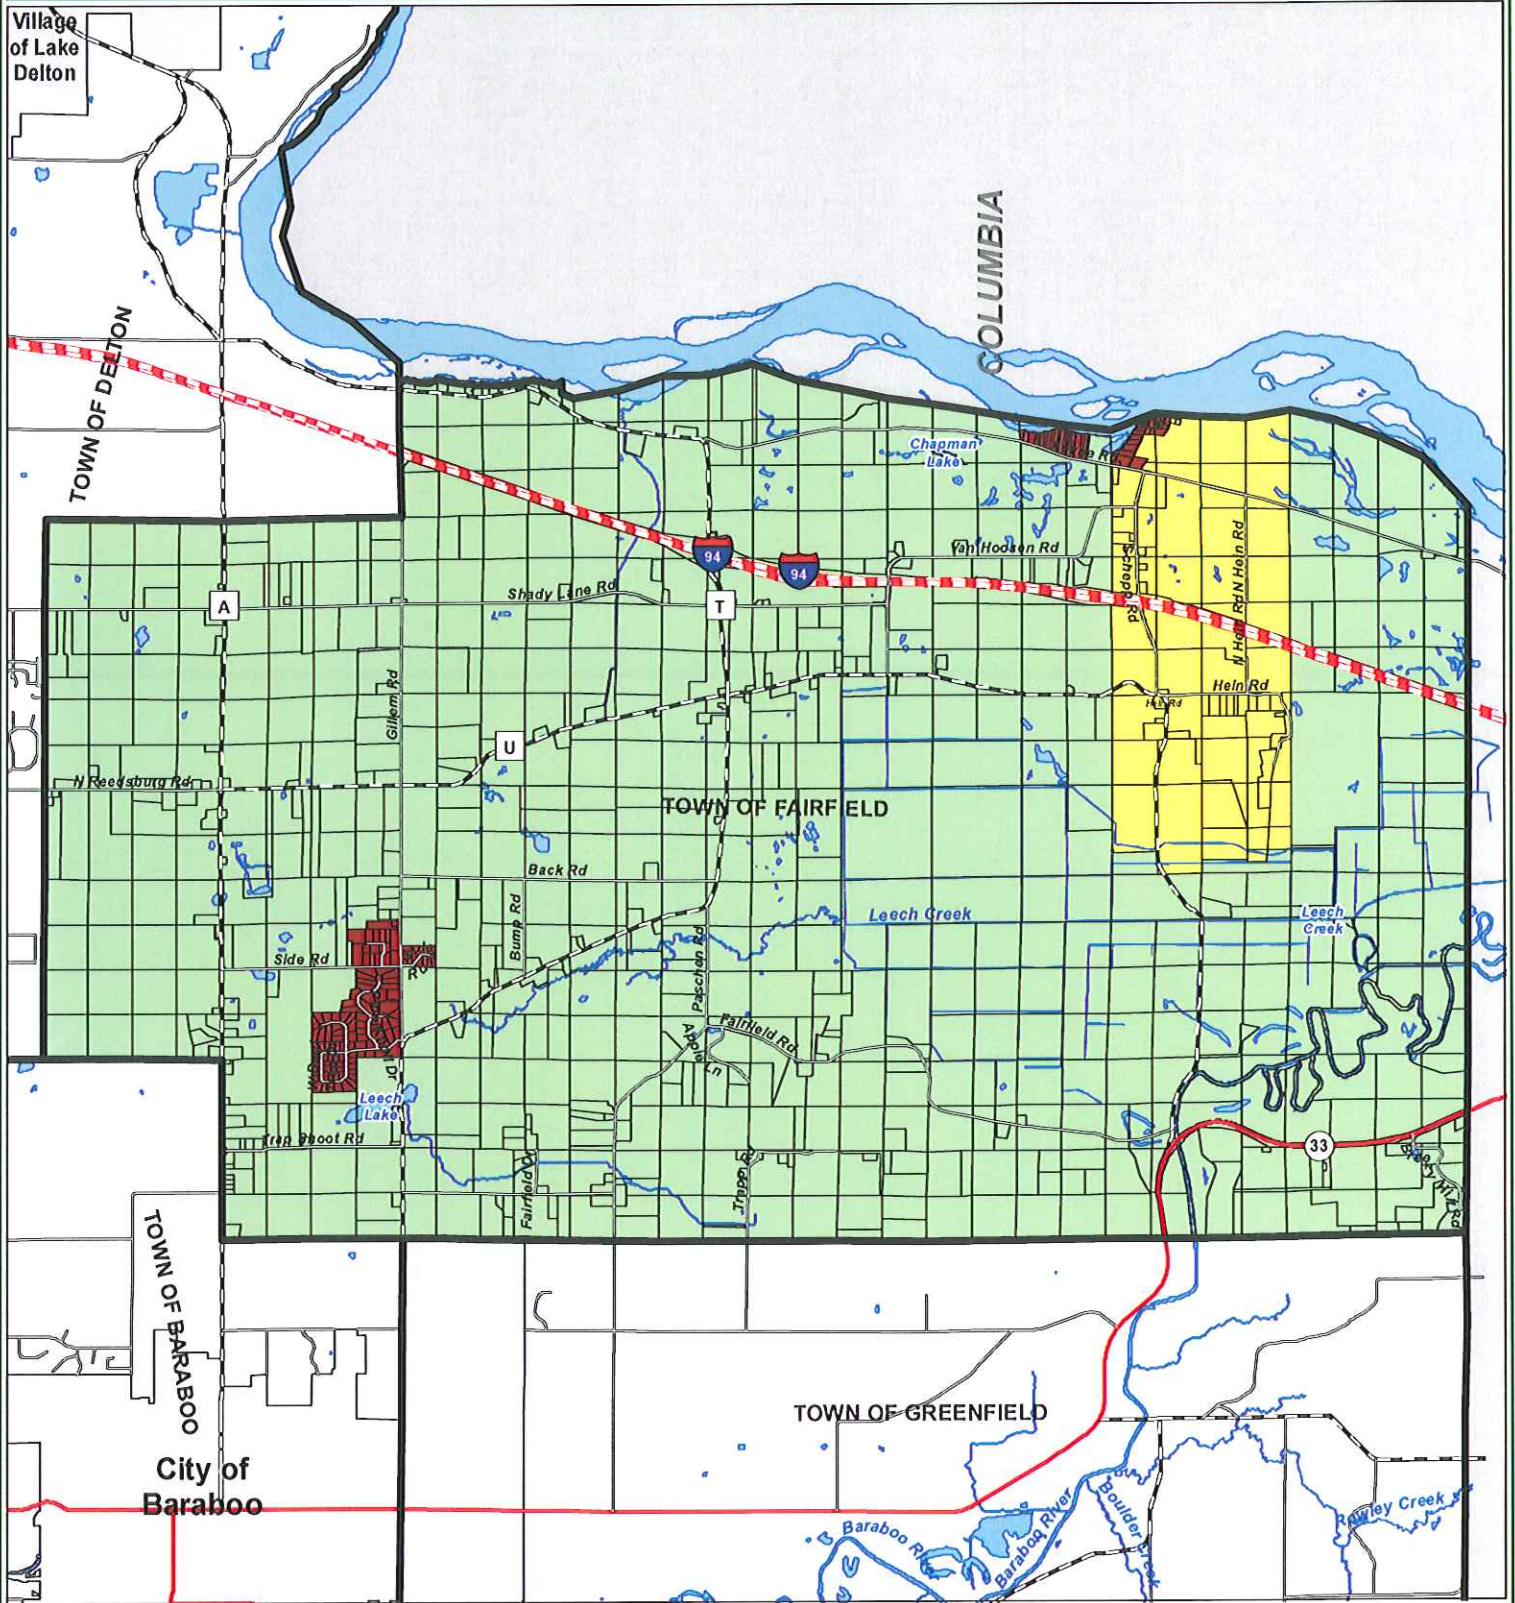 Village
of Lake
Delton
COLUMBIA
TOWN OF DELTON
Chapman
Lake
Van Hoosen Rd
94
94
Schepp Rd
N Hein Rd
N Hein Rd
Shady Lane Rd
A
T
Gillem Rd
Hein Rd
U
N Reedsburg Rd
TOWN OF FAIRFIELD
Back Rd
Bump Rd
Leech Creek
Leech
Creek
Side Rd
Paschen Rd
Fairfield Rd
Apple Ln
Leech
Lake
Trap Shoot Rd
33
Trapp Rd
TOWN OF BARABOO
TOWN OF GREENFIELD
City of
Baraboo
Baraboo River
Baraboo River
Boulder Creek
Rowley Creek